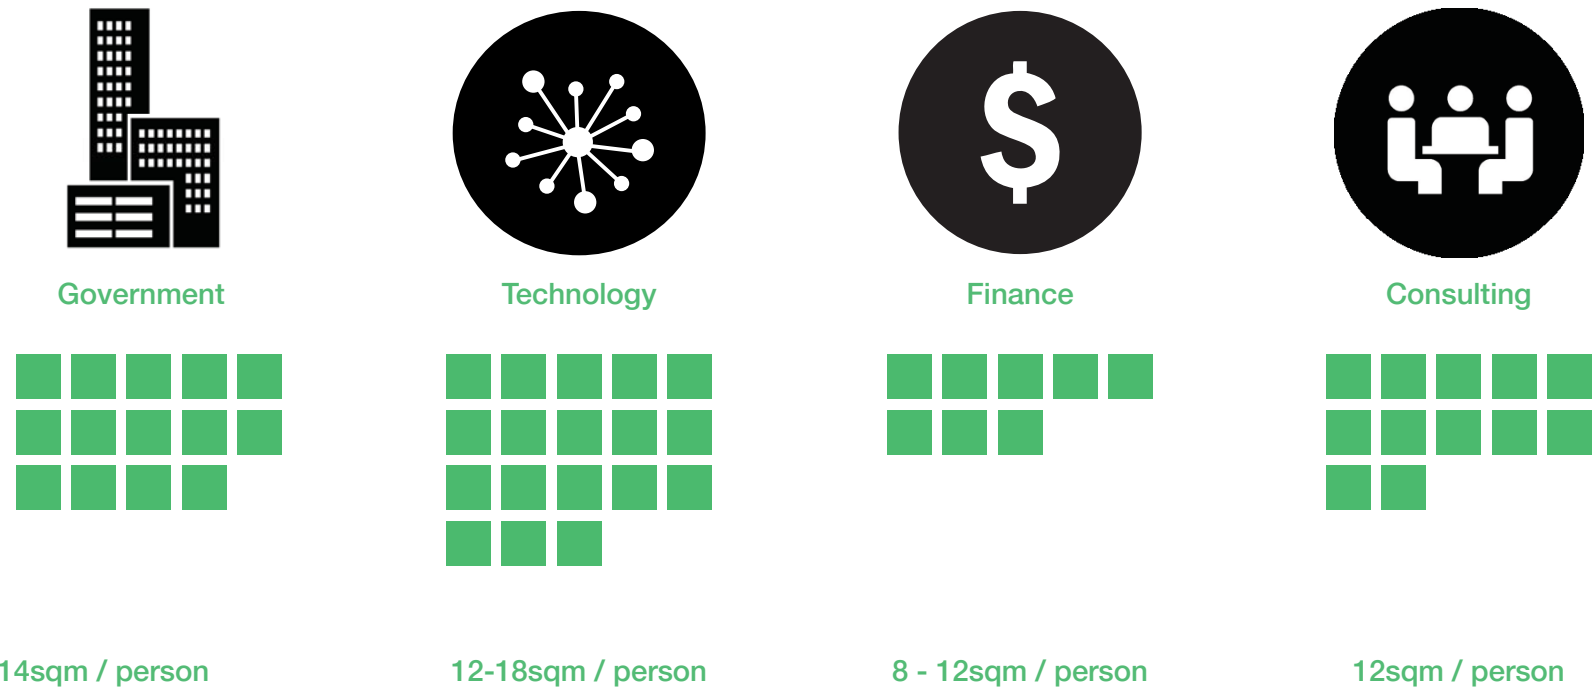 Government
Technology
Finance
Consulting
14sqm / person
12-18sqm / person
8 - 12sqm / person
12sqm / person